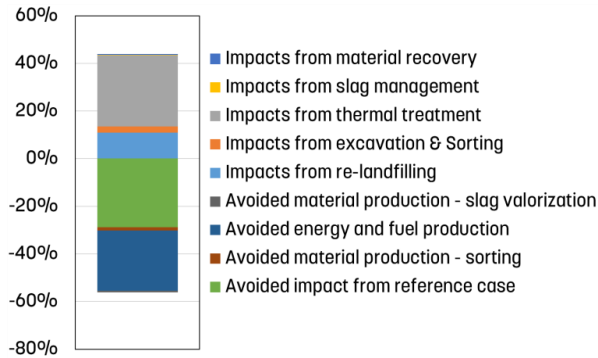 60%
40%
20%
0%
-20%
-40%
-60%
-80%
Impacts from material recovery
Impacts from slag management
Impacts from thermal treatment
Impacts from excavation & Sorting
Impacts from re-landfilling
Avoided material production - slag valorization
Avoided energy and fuel production
Avoided material production - sorting
Avoided impact from reference case